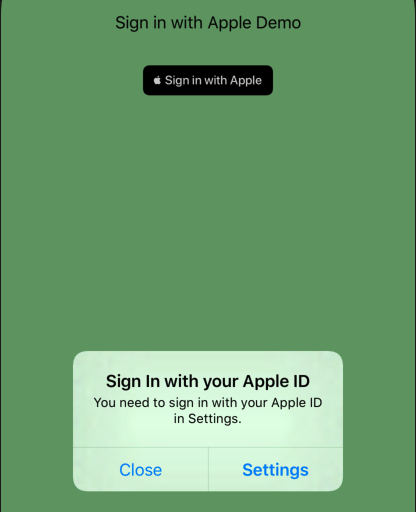 Sign in with Apple Demo
Sign in with Apple
Sign In with your Apple ID
You need to sign in with your Apple ID
in Settings.
Close Settings